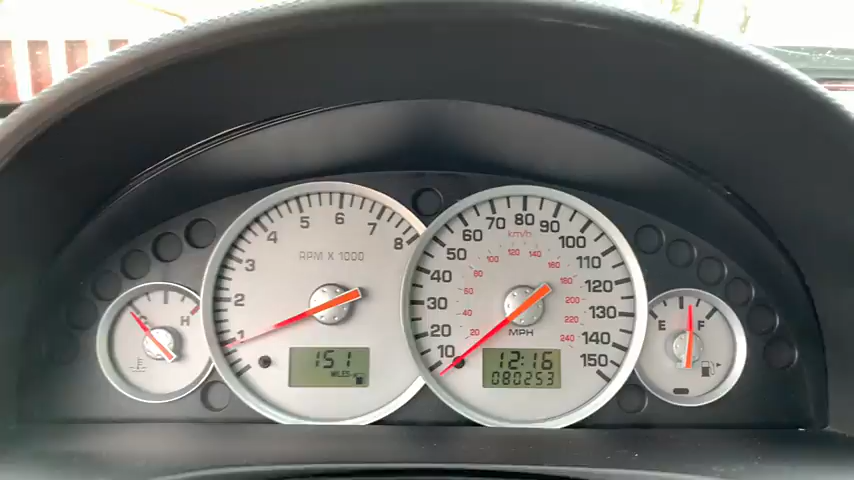 C H
1 2 3 4 5 6 7 8
RPM X 1000
151
MILES
10 20 30 40 50 60 70 80 90 100 110 120 130 140 150
km/h
20 40 60 80 100 120 140 160 180 200 220 240
MPH
12:16
080253
E F